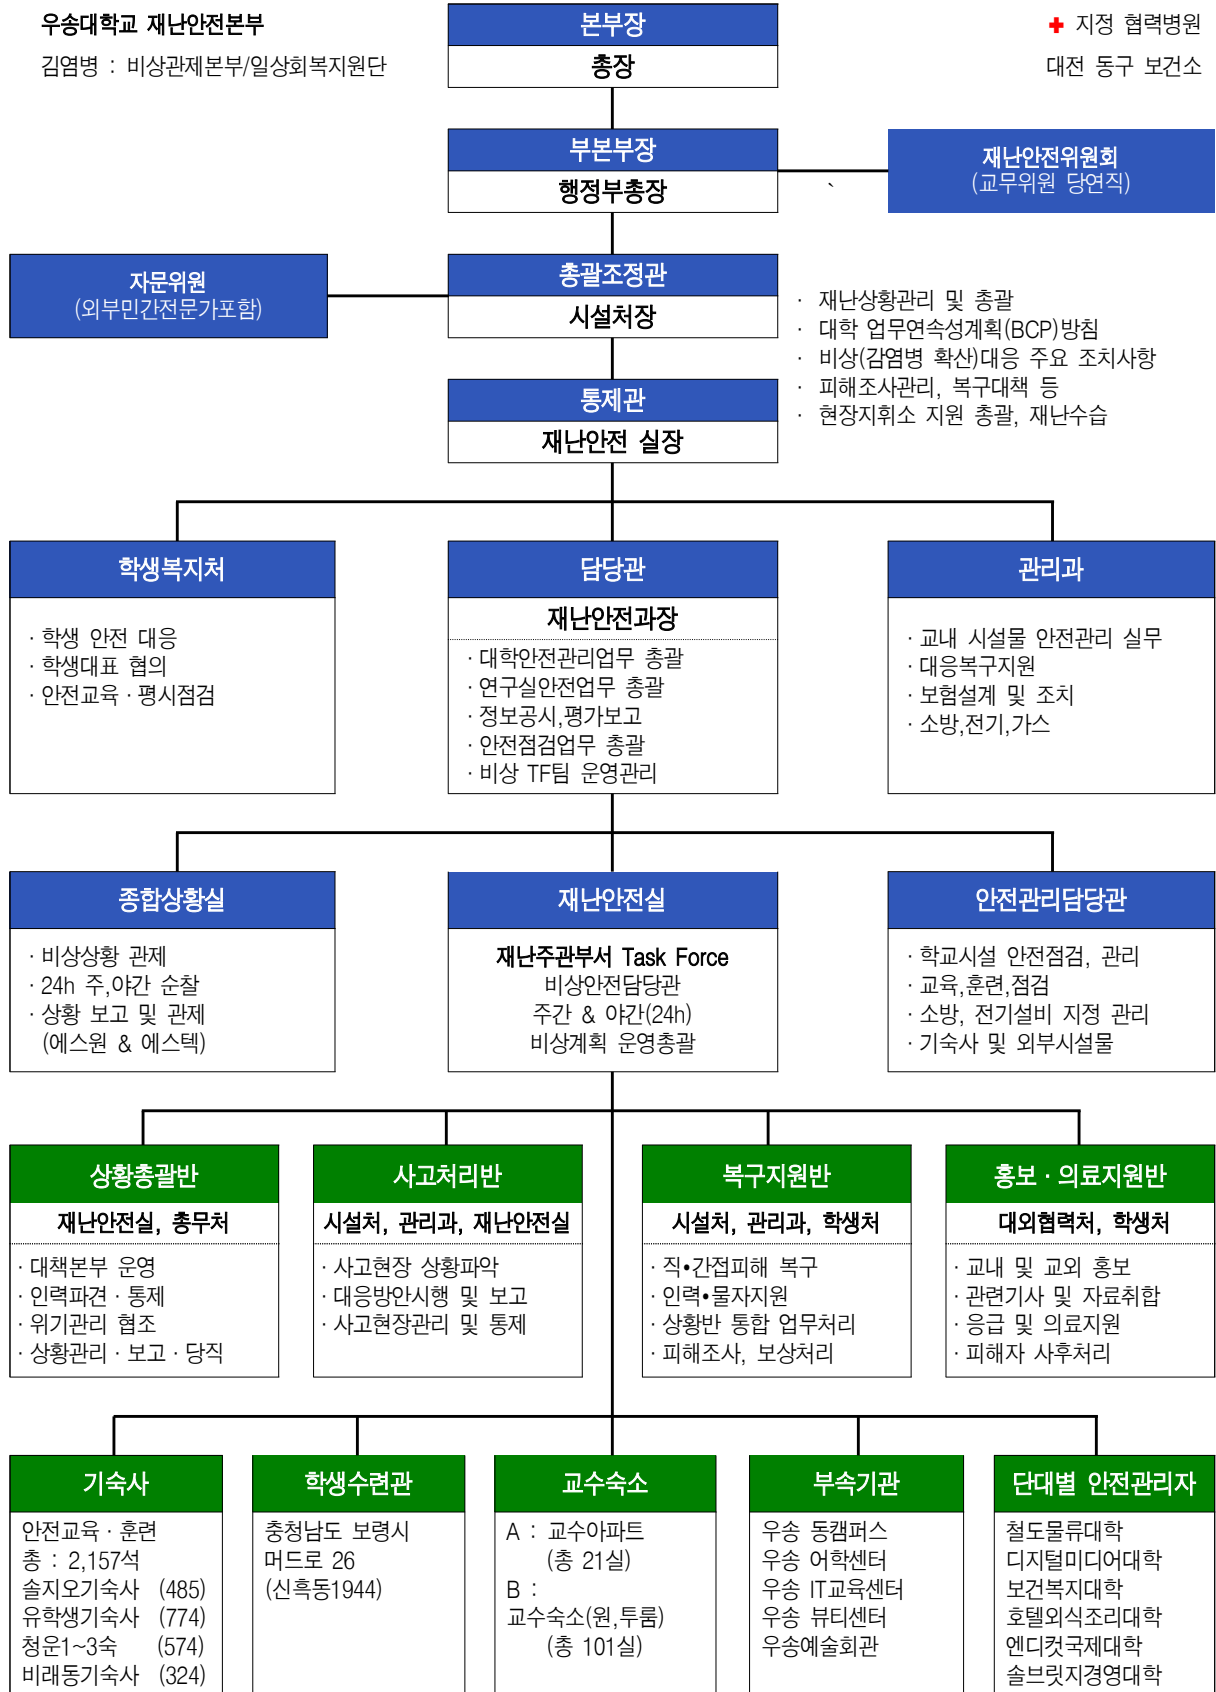 우송대학교 재난안전본부
김염병 : 비상관제본부/일상회복지원단
본부장
총장
✚ 지정 협력병원
대전 동구 보건소
부본부장
행정부총장
`
재난안전위원회
(교무위원 당연직)
자문위원
(외부민간전문가포함)
총괄조정관
시설처장
· 재난상황관리 및 총괄
· 대학 업무연속성계획(BCP)방침
· 비상(감염병 확산)대응 주요 조치사항
· 피해조사관리, 복구대책 등
· 현장지휘소 지원 총괄, 재난수습
통제관
재난안전 실장
학생복지처
· 학생 안전 대응
· 학생대표 협의
· 안전교육 · 평시점검
담당관
재난안전과장
· 대학안전관리업무 총괄
· 연구실안전업무 총괄
· 정보공시,평가보고
· 안전점검업무 총괄
· 비상 TF팀 운영관리
관리과
· 교내 시설물 안전관리 실무
· 대응복구지원
· 보험설계 및 조치
· 소방,전기,가스
종합상황실
· 비상상황 관제
· 24h 주,야간 순찰
· 상황 보고 및 관제
(에스원 & 에스텍)
재난안전실
재난주관부서 Task Force
비상안전담당관
주간 & 야간(24h)
비상계획 운영총괄
안전관리담당관
· 학교시설 안전점검, 관리
· 교육,훈련,점검
· 소방, 전기설비 지정 관리
· 기숙사 및 외부시설물
상황총괄반
재난안전실, 총무처
· 대책본부 운영
· 인력파견 · 통제
· 위기관리 협조
· 상황관리 · 보고 · 당직
사고처리반
시설처, 관리과, 재난안전실
· 사고현장 상황파악
· 대응방안시행 및 보고
· 사고현장관리 및 통제
복구지원반
시설처, 관리과, 학생처
· 직•간접피해 복구
· 인력•물자지원
· 상황반 통합 업무처리
· 피해조사, 보상처리
홍보 · 의료지원반
대외협력처, 학생처
· 교내 및 교외 홍보
· 관련기사 및 자료취합
· 응급 및 의료지원
· 피해자 사후처리
기숙사
안전교육 · 훈련
총 : 2,157석
솔지오기숙사 (485)
유학생기숙사 (774)
청운1~3숙 (574)
비래동기숙사 (324)
학생수련관
충청남도 보령시
머드로 26
(신흑동1944)
교수숙소
A : 교수아파트
(총 21실)
B :
교수숙소(원,투룸)
(총 101실)
부속기관
우송 동캠퍼스
우송 어학센터
우송 IT교육센터
우송 뷰티센터
우송예술회관
단대별 안전관리자
철도물류대학
디지털미디어대학
보건복지대학
호텔외식조리대학
엔디컷국제대학
솔브릿지경영대학